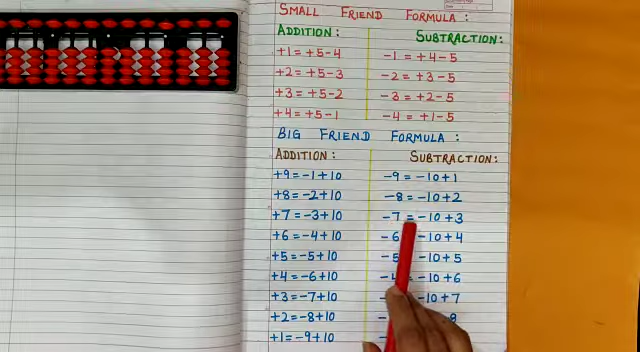 SMALL FRIEND FORMULA :
ADDITION : SUBTRACTION :
+1 = +5-4 -1 = +4-5
+2 = +5-3 -2 = +3-5
+3 = +5-2 -3 = +2-5
+4 = +5-1 -4 = +1-5
BIG FRIEND FORMULA :
ADDITION : SUBTRACTION :
+9 = -1+10 -9 = -10+1
+8 = -2+10 -8 = -10+2
+7 = -3+10 -7 = -10+3
+6 = -4+10 -6 -10+4
+5 = -5+10 -5 -10+5
+4 = -6+10 -4 -10+6
+3 = -7+10 - -10+7
+2 = -8+10 - 8
+1 = -9+10 -